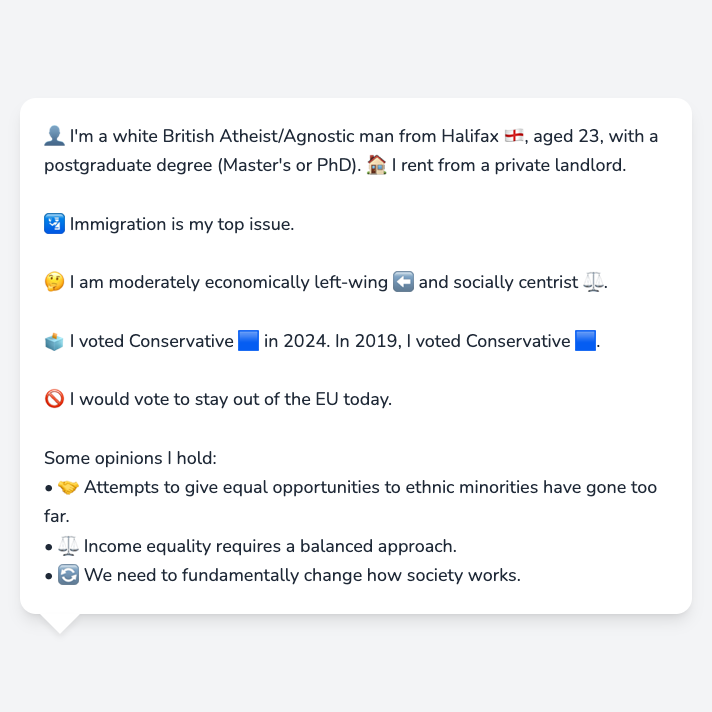 👤 I'm a white British Atheist/Agnostic man from Halifax 🏴󠁧󠁢󠁥󠁮󠁧󠁿, aged 23, with a
postgraduate degree (Master's or PhD). 🏠 I rent from a private landlord.
🛂 Immigration is my top issue.
🤔 I am moderately economically left-wing ⬅️ and socially centrist ⚖️.
🗳️ I voted Conservative 🟦 in 2024. In 2019, I voted Conservative 🟦.
🚫 I would vote to stay out of the EU today.
Some opinions I hold:
• 🤝 Attempts to give equal opportunities to ethnic minorities have gone too
far.
• ⚖️ Income equality requires a balanced approach.
• 🔄 We need to fundamentally change how society works.